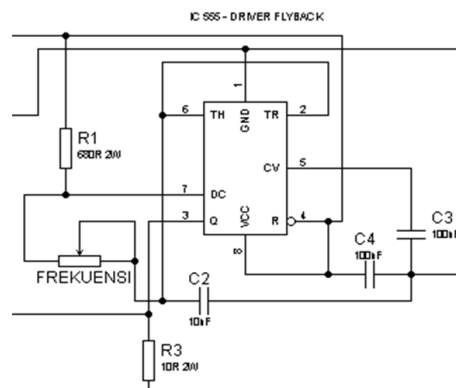 IC 555 - DRIVER FLYBACK
1
6 TH GND TR 2
R1
680R 2W
CV 5
7 DC
3 Q VCC R 4
8
C3
100nF
C4
100nF
FREKUENSI
C2
10nF
R3
10R 2W